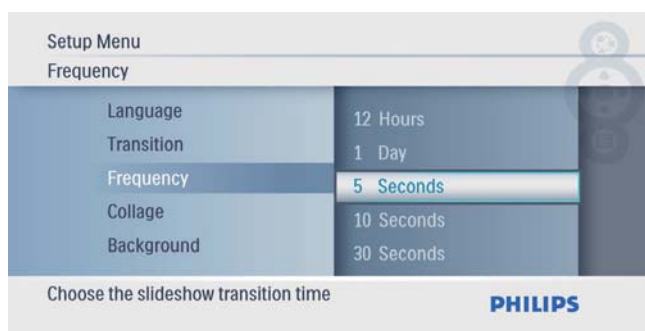 Setup Menu
Frequency
Language
Transition
Frequency
Collage
Background
12 Hours
1 Day
5 Seconds
10 Seconds
30 Seconds
Choose the slideshow transition time
PHILIPS